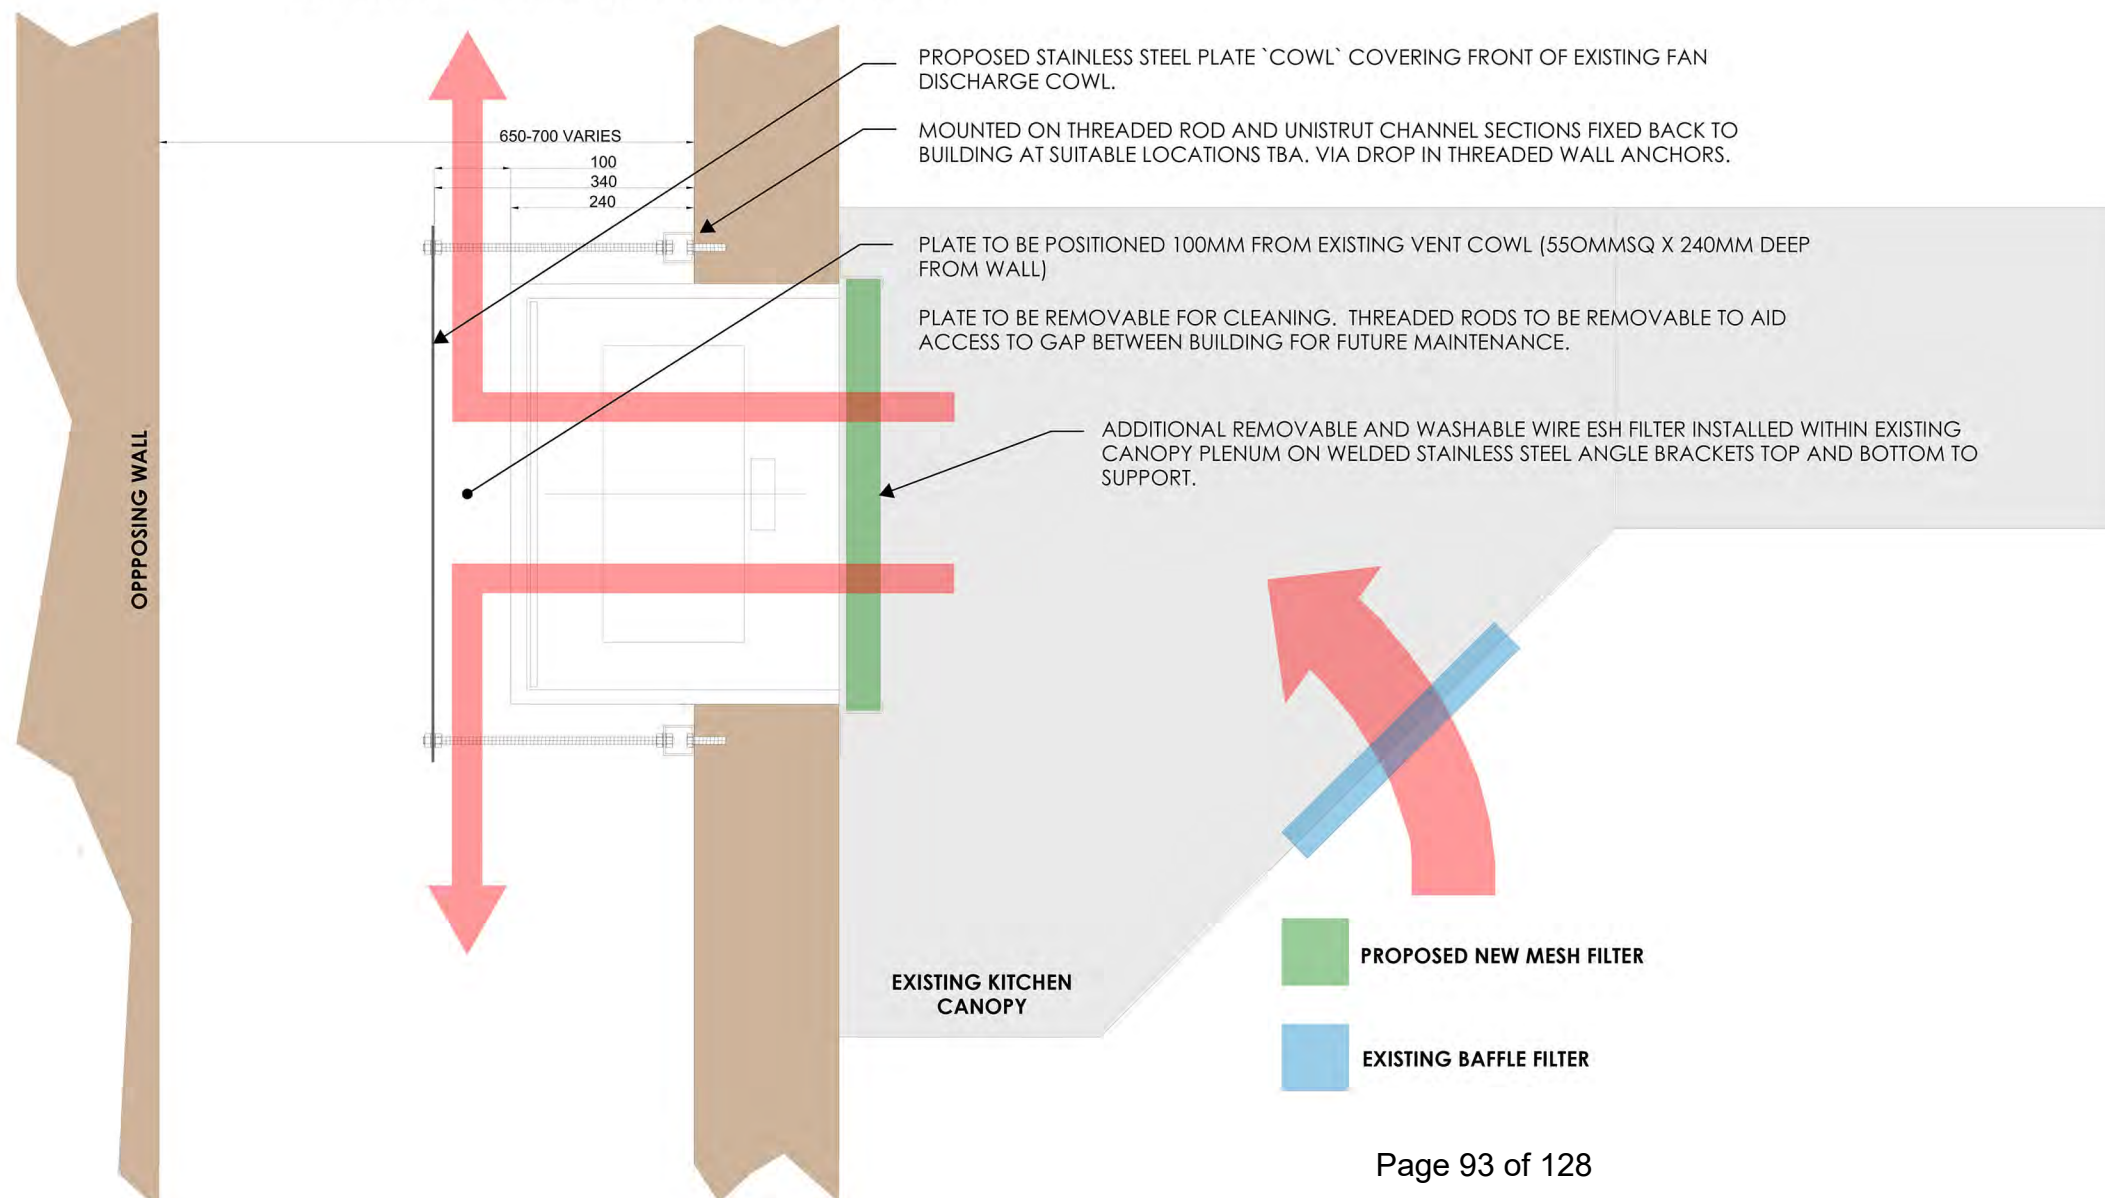 PROPOSED STAINLESS STEEL PLATE `COWL` COVERING FRONT OF EXISTING FAN
DISCHARGE COWL.
MOUNTED ON THREADED ROD AND UNISTRUT CHANNEL SECTIONS FIXED BACK TO
BUILDING AT SUITABLE LOCATIONS TBA. VIA DROP IN THREADED WALL ANCHORS.
650-700 VARIES
100
340
240
PLATE TO BE POSITIONED 100MM FROM EXISTING VENT COWL (55OMMSQ X 240MM DEEP
FROM WALL)
PLATE TO BE REMOVABLE FOR CLEANING. THREADED RODS TO BE REMOVABLE TO AID
ACCESS TO GAP BETWEEN BUILDING FOR FUTURE MAINTENANCE.
ADDITIONAL REMOVABLE AND WASHABLE WIRE ESH FILTER INSTALLED WITHIN EXISTING
CANOPY PLENUM ON WELDED STAINLESS STEEL ANGLE BRACKETS TOP AND BOTTOM TO
SUPPORT.
OPPPOSING WALL
EXISTING KITCHEN
CANOPY
PROPOSED NEW MESH FILTER
EXISTING BAFFLE FILTER
Page 93 of 128